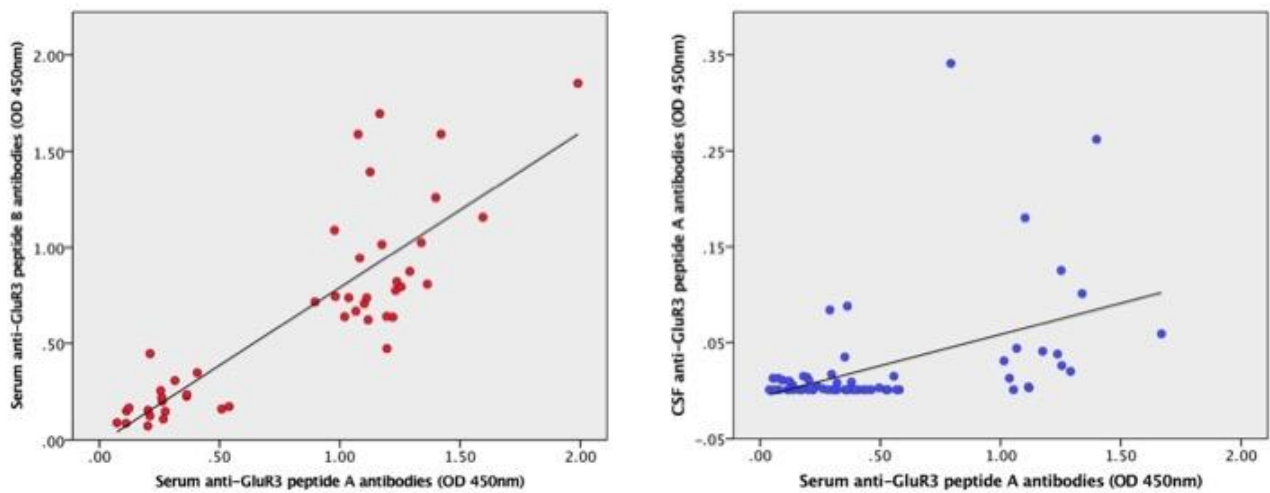 Serum anti-GluR3 peptide B antibodies (OD 450nm)
2.00
1.50
1.00
.50
.00
.00 .50 1.00 1.50 2.00
Serum anti-GluR3 peptide A antibodies (OD 450nm)
CSF anti-GluR3 peptide A antibodies (OD 450nm)
.35
.25
.15
.05
-.05
.00 .50 1.00 1.50 2.00
Serum anti-GluR3 peptide A antibodies (OD 450nm)